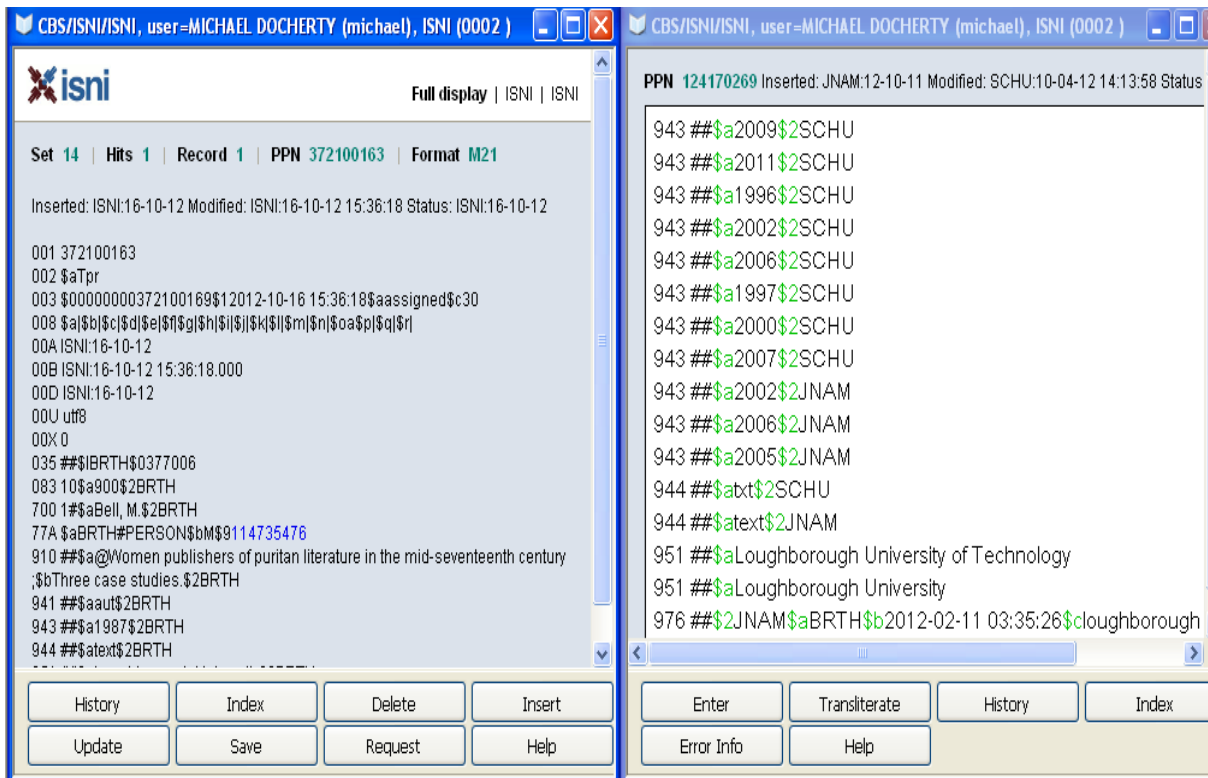 CBS/ISNI/ISNI, user=MICHAEL DOCHERTY (michael), ISNI (0002 )
isni
Full display | ISNI | ISNI
Set 14 | Hits 1 | Record 1 | PPN 372100163 | Format M21
Inserted: ISNI:16-10-12 Modified: ISNI:16-10-12 15:36:18 Status: ISNI:16-10-12
001 372100163
002 $aTpr
003 $00000000372100169$12012-10-16 15:36:18$aassigned$c30
008 $a|$b|$c|$d|$e|$f|$g|$h|$i|$j|$k|$l|$m|$n|$oa$p|$q|$r|
00A ISNI:16-10-12
00B ISNI:16-10-12 15:36:18.000
00D ISNI:16-10-12
00U utf8
00X 0
035 ##$IBRTH$0377006
083 10$a900$2BRTH
700 1#$aBell, M.$2BRTH
77A $aBRTH#PERSON$bM$9114735476
910 ##$a@Women publishers of puritan literature in the mid-seventeenth century
;$bThree case studies.$2BRTH
941 ##$aaut$2BRTH
943 ##$a1987$2BRTH
944 ##$atext$2BRTH
History
Index
Delete
Insert
Update
Save
Request
Help
CBS/ISNI/ISNI, user=MICHAEL DOCHERTY (michael), ISNI (0002 )
PPN 124170269 Inserted: JNAM:12-10-11 Modified: SCHU:10-04-12 14:13:58 Status
943 ##$a2009$2SCHU
943 ##$a2011$2SCHU
943 ##$a1996$2SCHU
943 ##$a2002$2SCHU
943 ##$a2006$2SCHU
943 ##$a1997$2SCHU
943 ##$a2000$2SCHU
943 ##$a2007$2SCHU
943 ##$a2002$2JNAM
943 ##$a2006$2JNAM
943 ##$a2005$2JNAM
944 ##$atxt$2SCHU
944 ##$atext$2JNAM
951 ##$aLoughborough University of Technology
951 ##$aLoughborough University
976 ##$2JNAM$aBRTH$b2012-02-11 03:35:26$cloughborough
Enter
Transliterate
History
Index
Error Info
Help